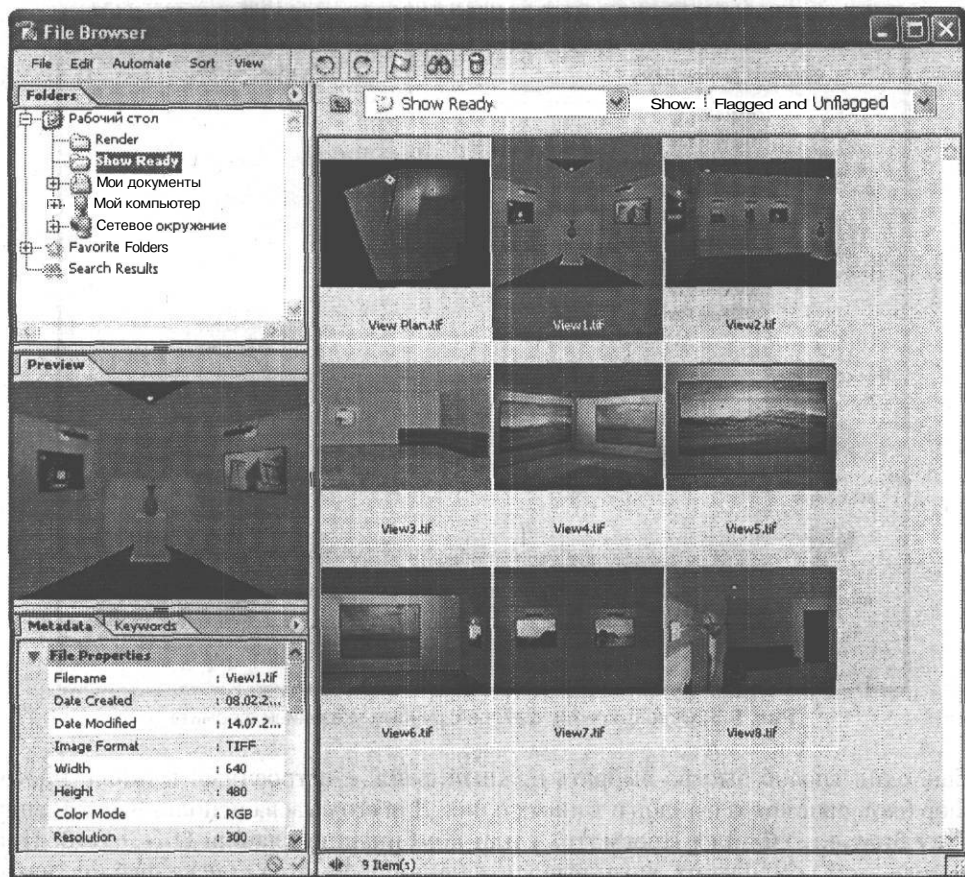 File Browser
File Edit Automate Sort View
Folders
Рабочий стол
Render
Show Ready
Мои документы
Мой компьютер
Сетевое окружение
Favorite Folders
Search Results
Show Ready
Show: Flagged and Unflagged
View Plan.tif
View1.tif
View2.tif
View3.tif
View4.tif
View5.tif
View6.tif
View7.tif
View8.tif
Preview
Metadata Keywords
File Properties
Filename : View1.tif
Date Created : 08.02.2...
Date Modified : 14.07.2...
Image Format : TIFF
Width : 640
Height : 480
Color Mode : RGB
Resolution : 300
9 Item(s)